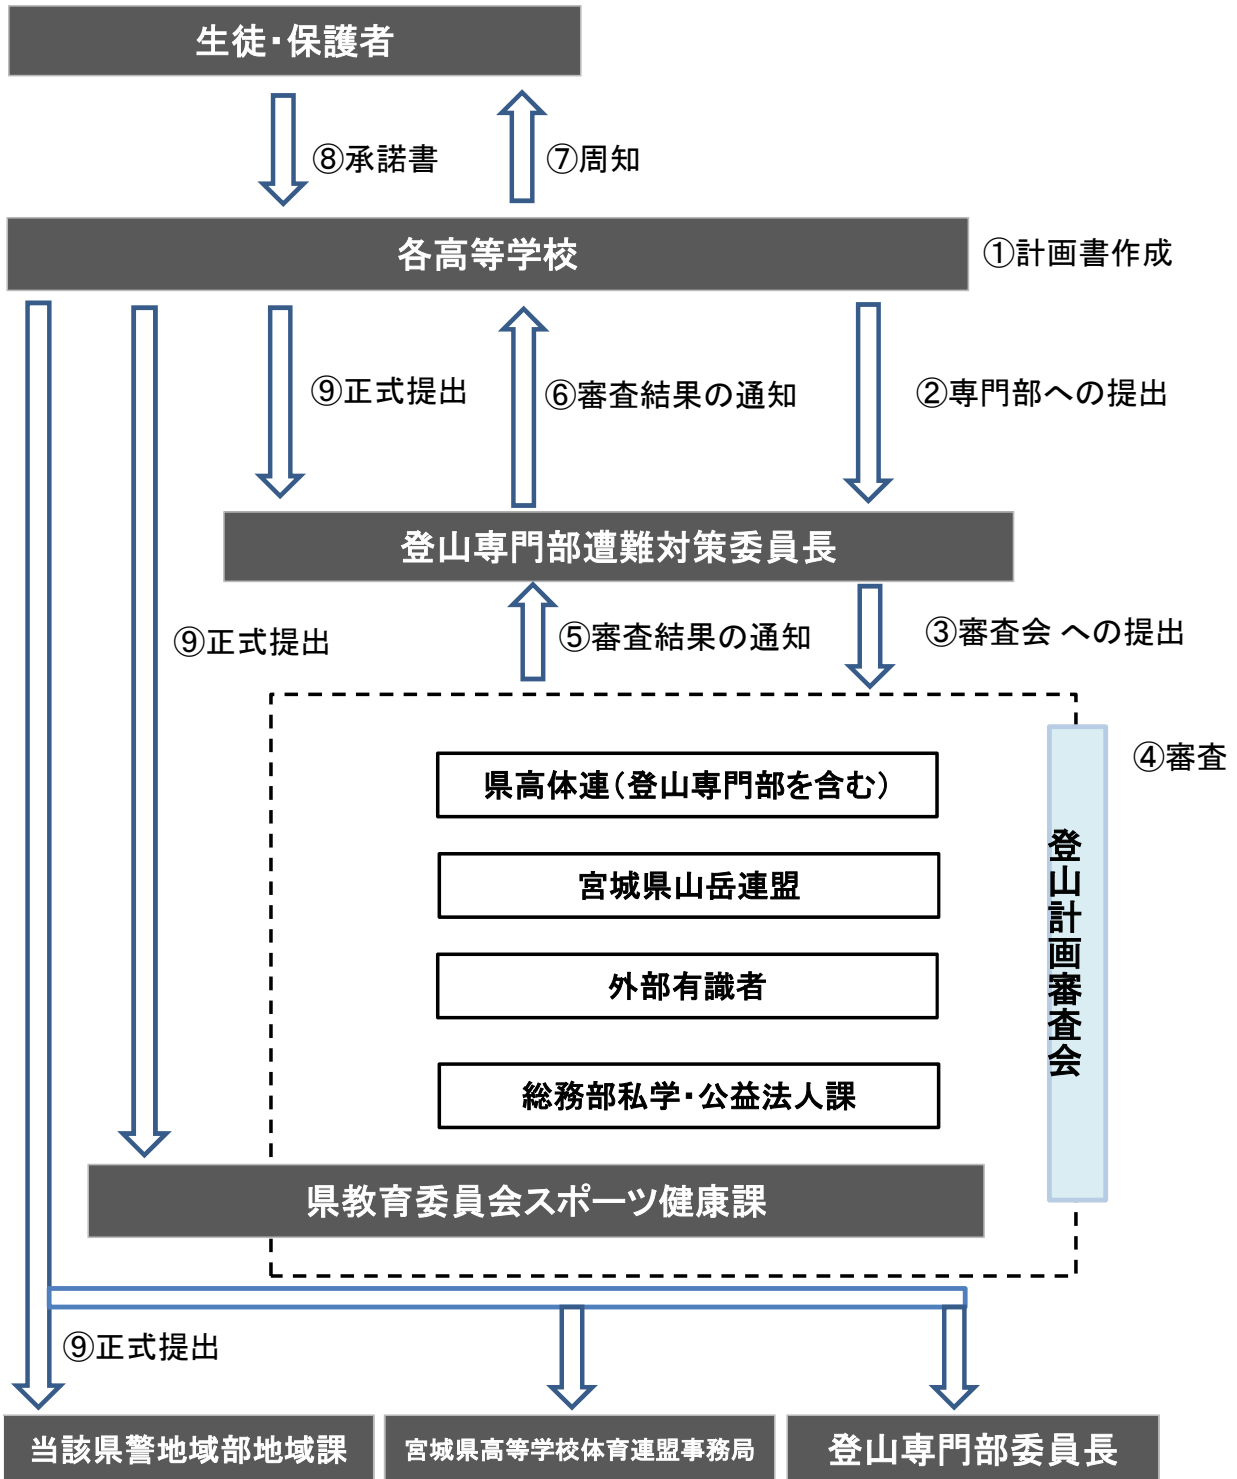 生徒・保護者
⑧承諾書
⑦周知
各高等学校
①計画書作成
⑨正式提出
⑥審査結果の通知
②専門部への提出
登山専門部遭難対策委員長
⑨正式提出
⑤審査結果の通知
③審査会 への提出
④審査
県高体連(登山専門部を含む)
宮城県山岳連盟
外部有識者
総務部私学・公益法人課
登山計画審査会
県教育委員会スポーツ健康課
⑨正式提出
当該県警地域部地域課
宮城県高等学校体育連盟事務局
登山専門部委員長